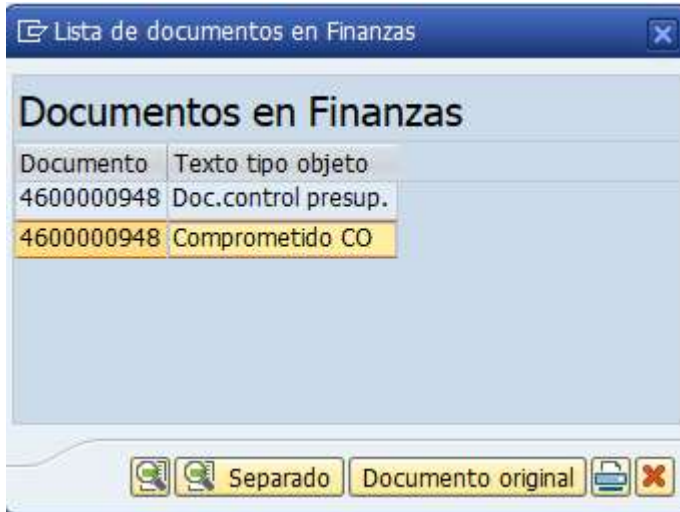 Lista de documentos en Finanzas
Documentos en Finanzas
Documento Texto tipo objeto
4600000948 Doc.control presup.
4600000948 Comprometido CO
Separado Documento original